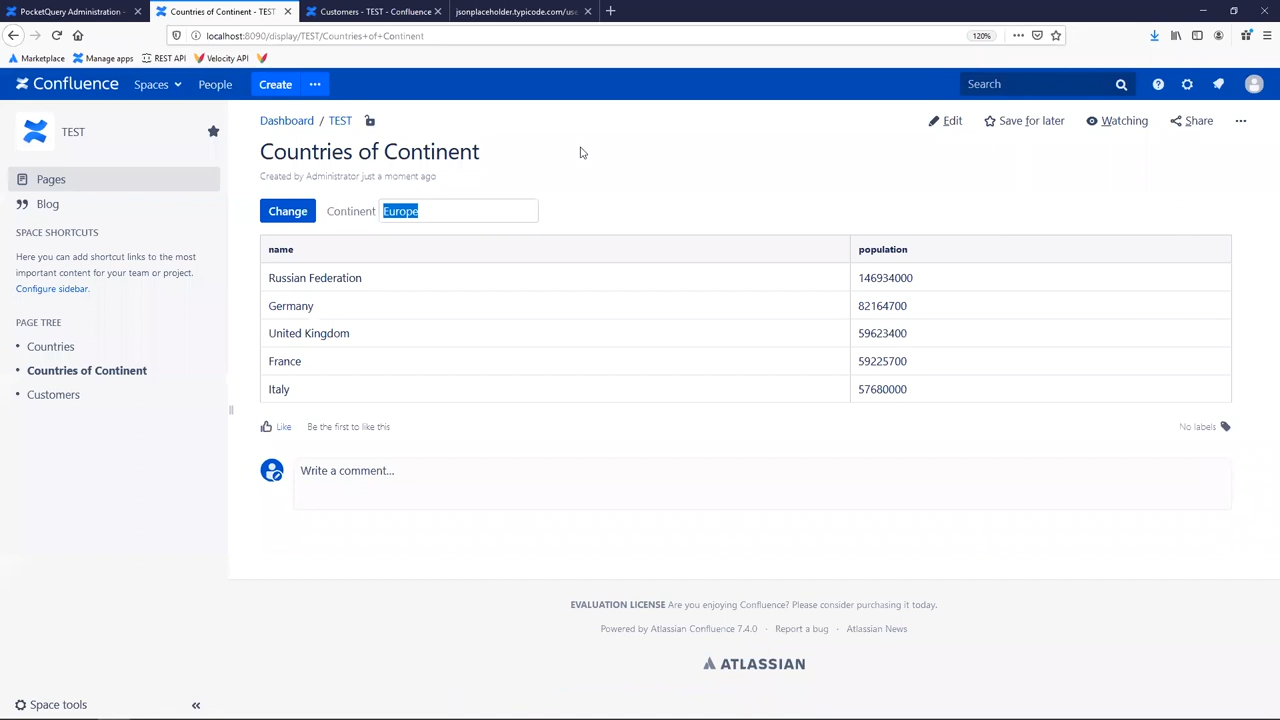 PocketQuery Administration -
Countries of Continent - TEST -
Customers - TEST - Confluence
jsonplaceholder.typicode.com/use
localhost:8090/display/TEST/Countries+of+Continent
120%
Marketplace
Manage apps
REST API
Velocity API
Confluence
Spaces
People
Create
Search
TEST
Pages
Blog
SPACE SHORTCUTS
Here you can add shortcut links to the most
important content for your team or project.
Configure sidebar.
PAGE TREE
Countries
Countries of Continent
Customers
Space tools
Dashboard / TEST
Edit
Save for later
Watching
Share
Countries of Continent
Created by Administrator just a moment ago
Change Continent Europe
name population
Russian Federation 146934000
Germany 82164700
United Kingdom 59623400
France 59225700
Italy 57680000
Like Be the first to like this
No labels
Write a comment...
EVALUATION LICENSE Are you enjoying Confluence? Please consider purchasing it today.
Powered by Atlassian Confluence 7.4.0 · Report a bug · Atlassian News
ATLASSIAN